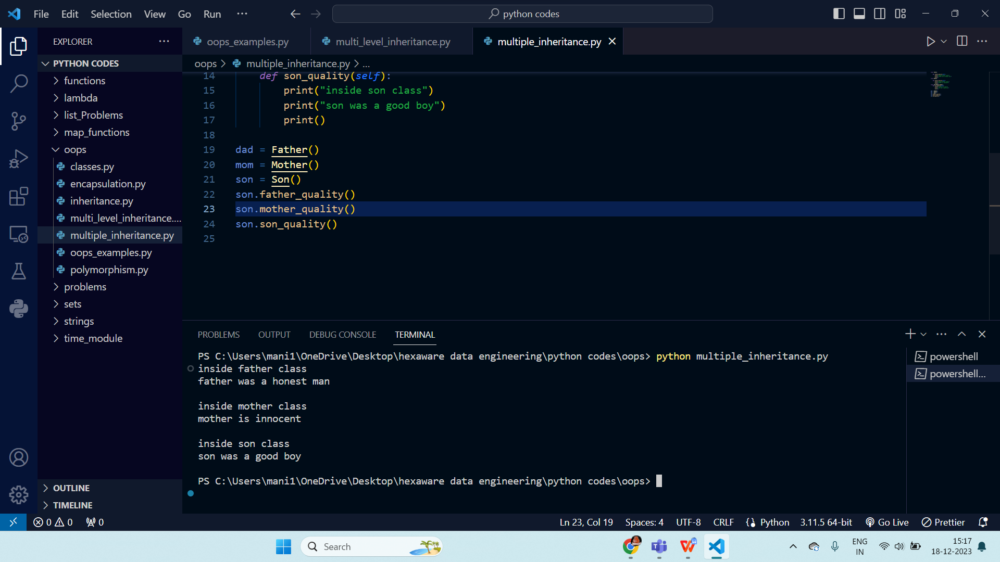 File Edit Selection View Go Run ...
python codes
EXPLORER ...
oops_examples.py
multi_level_inheritance.py
multiple_inheritance.py
PYTHON CODES
functions
lambda
list_Problems
map_functions
oops
classes.py
encapsulation.py
inheritance.py
multi_level_inheritance....
multiple_inheritance.py
oops_examples.py
polymorphism.py
problems
sets
strings
time_module
OUTLINE
TIMELINE
oops > multiple_inheritance.py > ...
14 def son_quality(self):
15 print("inside son class")
16 print("son was a good boy")
17 print()
18
19 dad = Father()
20 mom = Mother()
21 son = Son()
22 son.father_quality()
23 son.mother_quality()
24 son.son_quality()
25
PROBLEMS OUTPUT DEBUG CONSOLE TERMINAL
PS C:\Users\mani1\OneDrive\Desktop\hexaware data engineering\python codes\oops> python multiple_inheritance.py
inside father class
father was a honest man
inside mother class
mother is innocent
inside son class
son was a good boy
PS C:\Users\mani1\OneDrive\Desktop\hexaware data engineering\python codes\oops>
powershell
powershell...
0 0 0
Ln 23, Col 19 Spaces: 4 UTF-8 CRLF Python 3.11.5 64-bit Go Live Prettier
Search
ENG
IN
15:17
18-12-2023